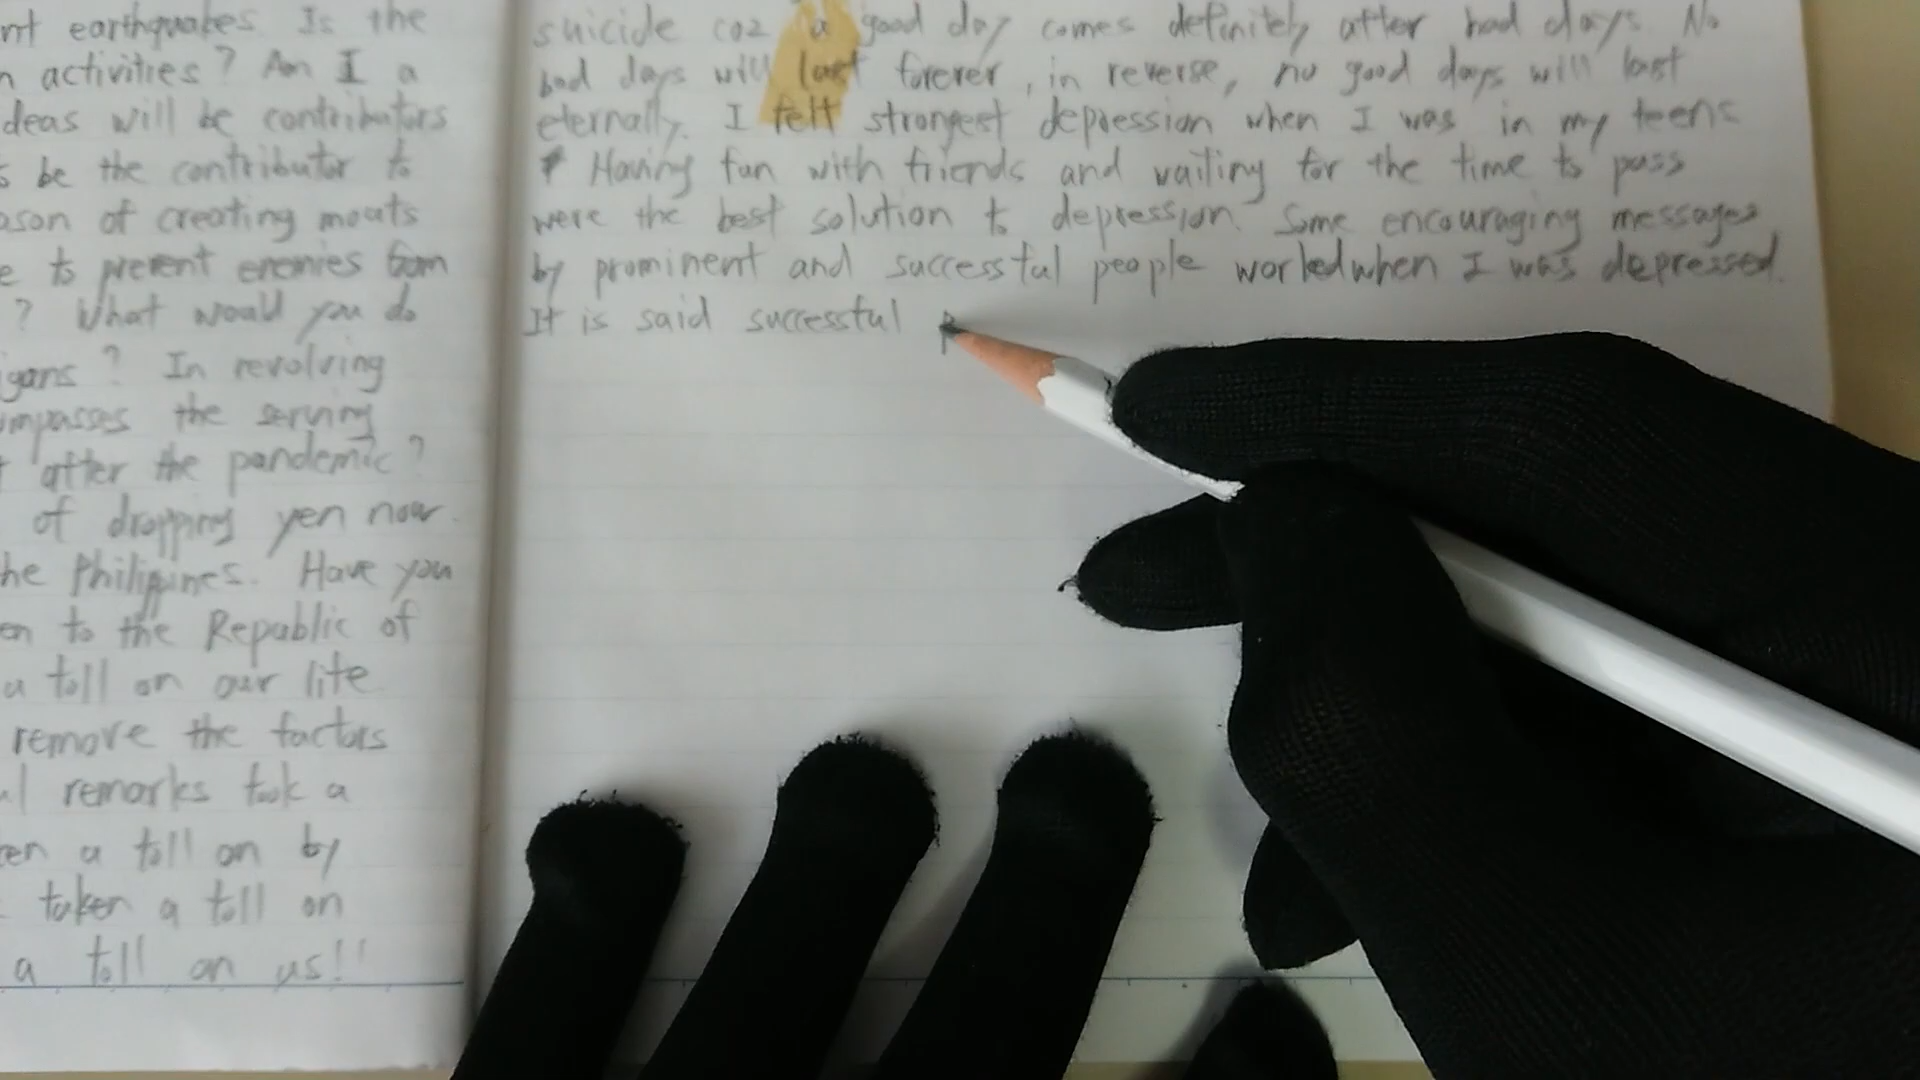 nt earthquakes. Is the
n activities? Am I a
deas will be contributors
s be the contributor to
ason of creating moats
e to prevent enemies from
? What would you do
igans? In revolving
mpasses the serving
t after the pandemic?
of dropping yen now.
he Philippines. Have you
en to the Republic of
a toll on our life
remove the factors
ul remarks took a
en a toll on by
taken a toll on
a toll on us!!
suicide coz a good day comes definitely after bad days. No
bad days will last forever, in reverse, no good days will last
eternally. I felt strongest depression when I was in my teens
Having fun with friends and waiting for the time to pass
were the best solution to depression. Some encouraging messages
by prominent and successful people worked when I was depressed.
It is said successful p